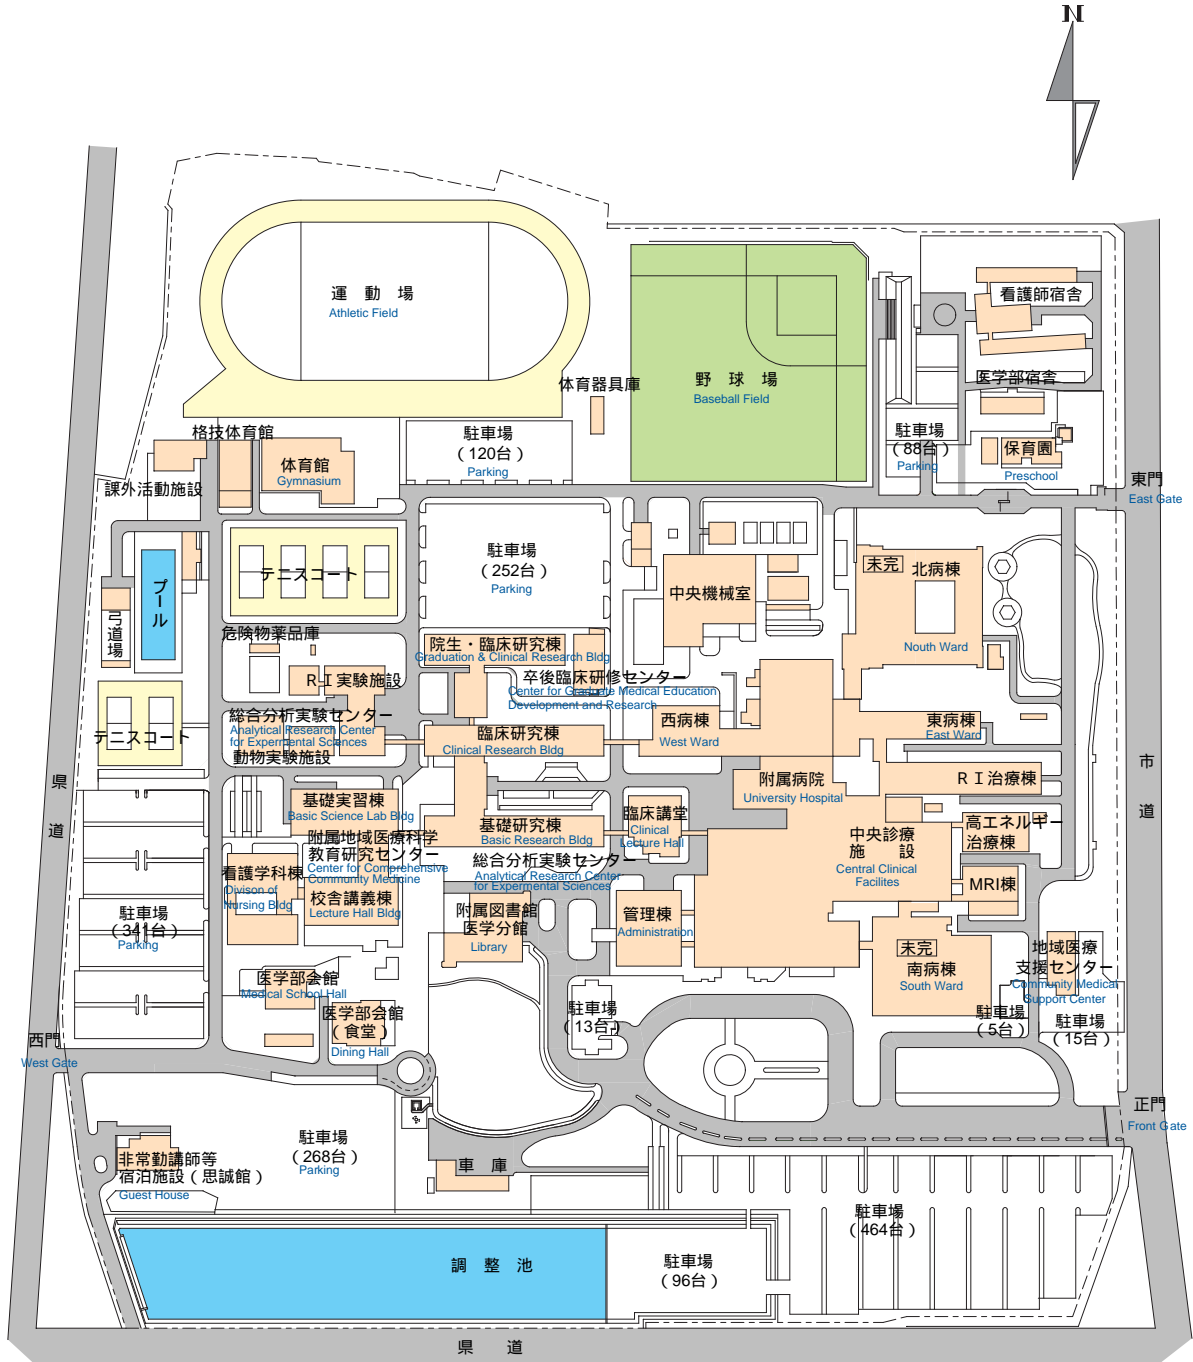 N
運動場
Athletic Field
看護師宿舎
医学部宿舎
体育器具庫
野球場
Baseball Field
格技体育館
体育館
Gymnasium
駐車場
（120台）
Parking
駐車場
（88台）
Parking
保育園
Preschool
課外活動施設
東門
East Gate
テニスコート
駐車場
（252台）
Parking
中央機械室
未完
北病棟
Nouth Ward
プール
弓道場
危険物薬品庫
院生・臨床研究棟
Graduation & Clinical Research Bldg
ＲＩ実験施設
卒後臨床研修センター
Center for Graduate Medical Education
Development and Research
テニスコート
総合分析実験センター
Analytical Research Center
for Expermental Sciences
動物実験施設
臨床研究棟
Clinical Research Bldg
西病棟
West Ward
東病棟
East Ward
県道
市道
附属病院
University Hospital
ＲＩ治療棟
基礎実習棟
Basic Science Lab Bldg
基礎研究棟
Basic Research Bldg
臨床講堂
Clinical
Lecture Hall
中央診療
施設
Central Clinical
Facilites
高エネルギー
治療棟
附属地域医療科学
教育研究センター
Center for Comprehensive
Community Medicine
総合分析実験センター
Analytical Research Center
for Expermental Sciences
看護学科棟
Divison of
Nursing Bldg
校舎講義棟
Lecture Hall Bldg
MRI棟
駐車場
（341台）
Parking
附属図書館
医学分館
Library
管理棟
Administration
未完
南病棟
South Ward
地域医療
支援センター
Community Medical
Support Center
医学部会館
Medical School Hall
医学部会館
（食堂）
Dining Hall
駐車場
（13台）
駐車場
（5台）
駐車場
（15台）
西門
West Gate
正門
Front Gate
駐車場
（268台）
Parking
非常勤講師等
宿泊施設（思誠館）
Guest House
車庫
駐車場
（464台）
調整池
駐車場
（96台）
県道